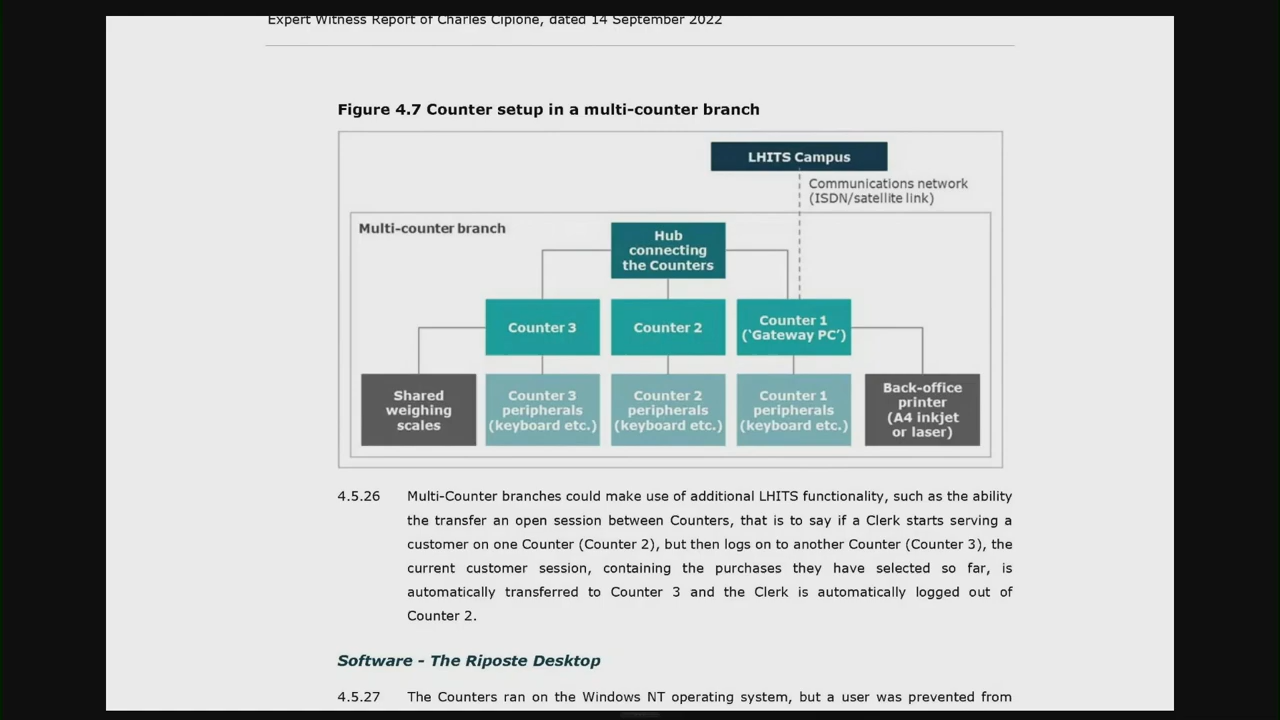 Expert Witness Report of Charles Cipione, dated 14 September 2022
Figure 4.7 Counter setup in a multi-counter branch
LHITS Campus
Communications network
(ISDN/satellite link)
Multi-counter branch
Hub
connecting
the Counters
Counter 3
Counter 2
Counter 1
('Gateway PC')
Shared
weighing
scales
Counter 3
peripherals
(keyboard etc.)
Counter 2
peripherals
(keyboard etc.)
Counter 1
peripherals
(keyboard etc.)
Back-office
printer
(A4 inkjet
or laser)
4.5.26 Multi-Counter branches could make use of additional LHITS functionality, such as the ability
the transfer an open session between Counters, that is to say if a Clerk starts serving a
customer on one Counter (Counter 2), but then logs on to another Counter (Counter 3), the
current customer session, containing the purchases they have selected so far, is
automatically transferred to Counter 3 and the Clerk is automatically logged out of
Counter 2.
Software - The Riposte Desktop
4.5.27 The Counters ran on the Windows NT operating system, but a user was prevented from